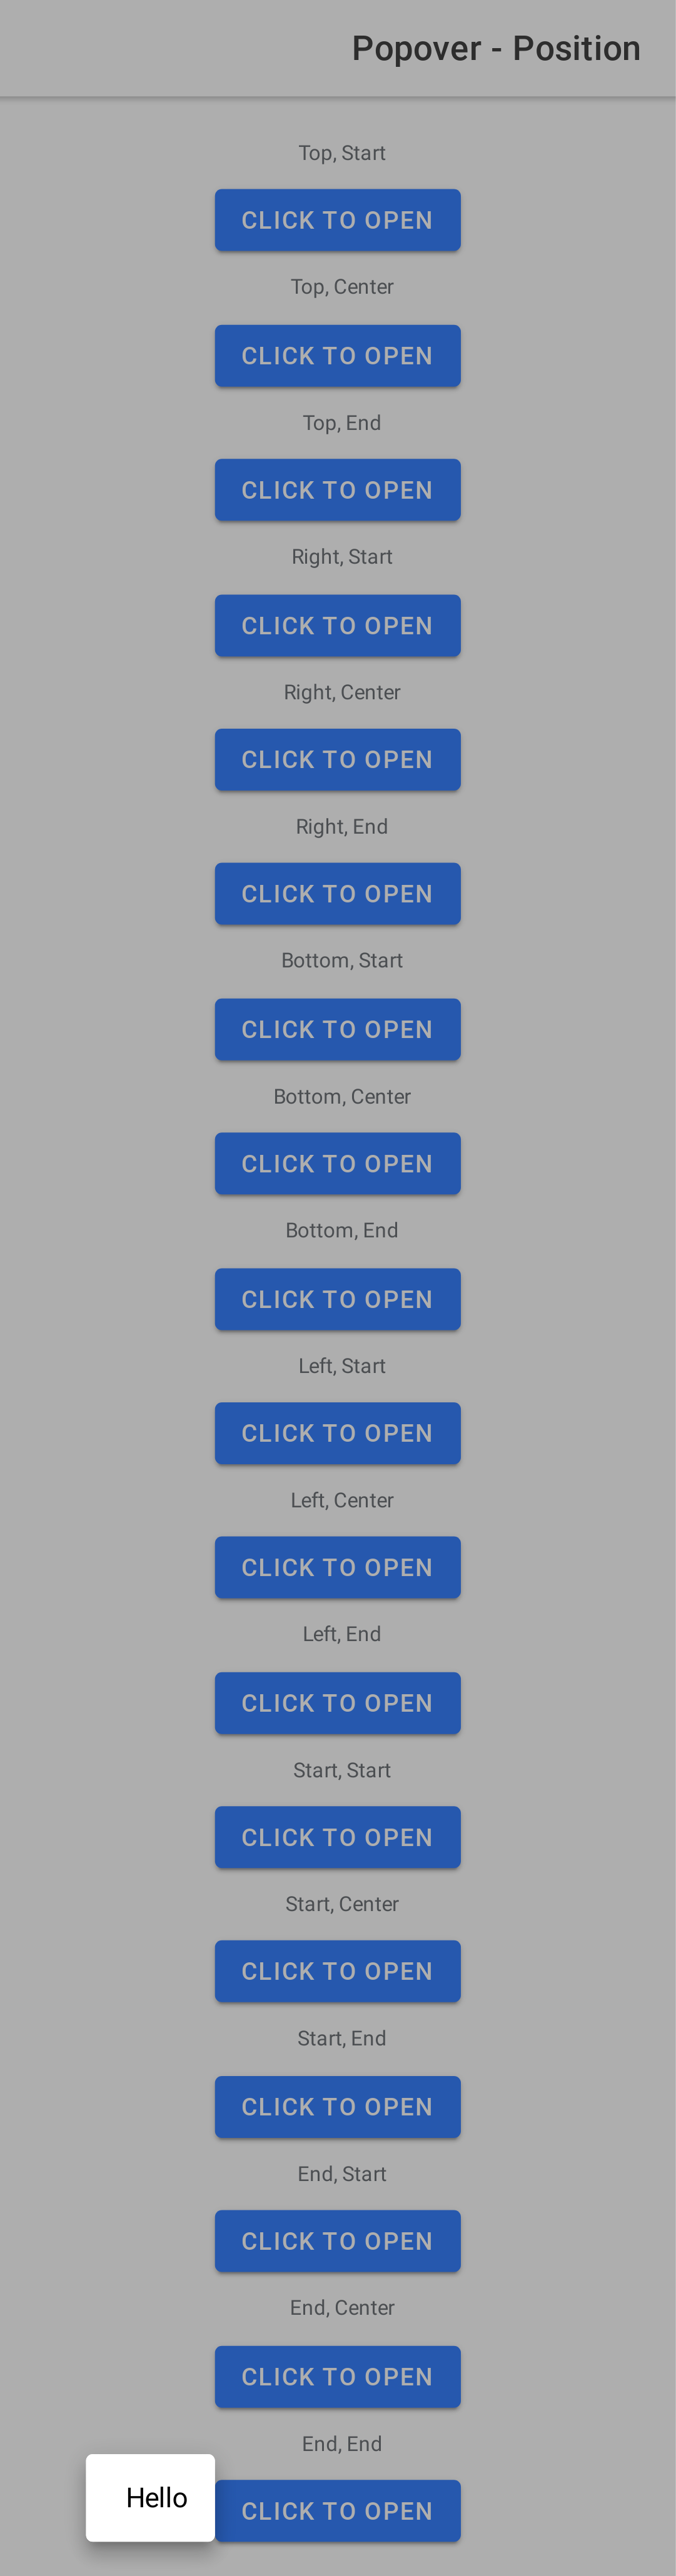 Popover - Position
Top, Start
CLICK TO OPEN
Top, Center
CLICK TO OPEN
Top, End
CLICK TO OPEN
Right, Start
CLICK TO OPEN
Right, Center
CLICK TO OPEN
Right, End
CLICK TO OPEN
Bottom, Start
CLICK TO OPEN
Bottom, Center
CLICK TO OPEN
Bottom, End
CLICK TO OPEN
Left, Start
CLICK TO OPEN
Left, Center
CLICK TO OPEN
Left, End
CLICK TO OPEN
Start, Start
CLICK TO OPEN
Start, Center
CLICK TO OPEN
Start, End
CLICK TO OPEN
End, Start
CLICK TO OPEN
End, Center
CLICK TO OPEN
End, End
Hello
CLICK TO OPEN